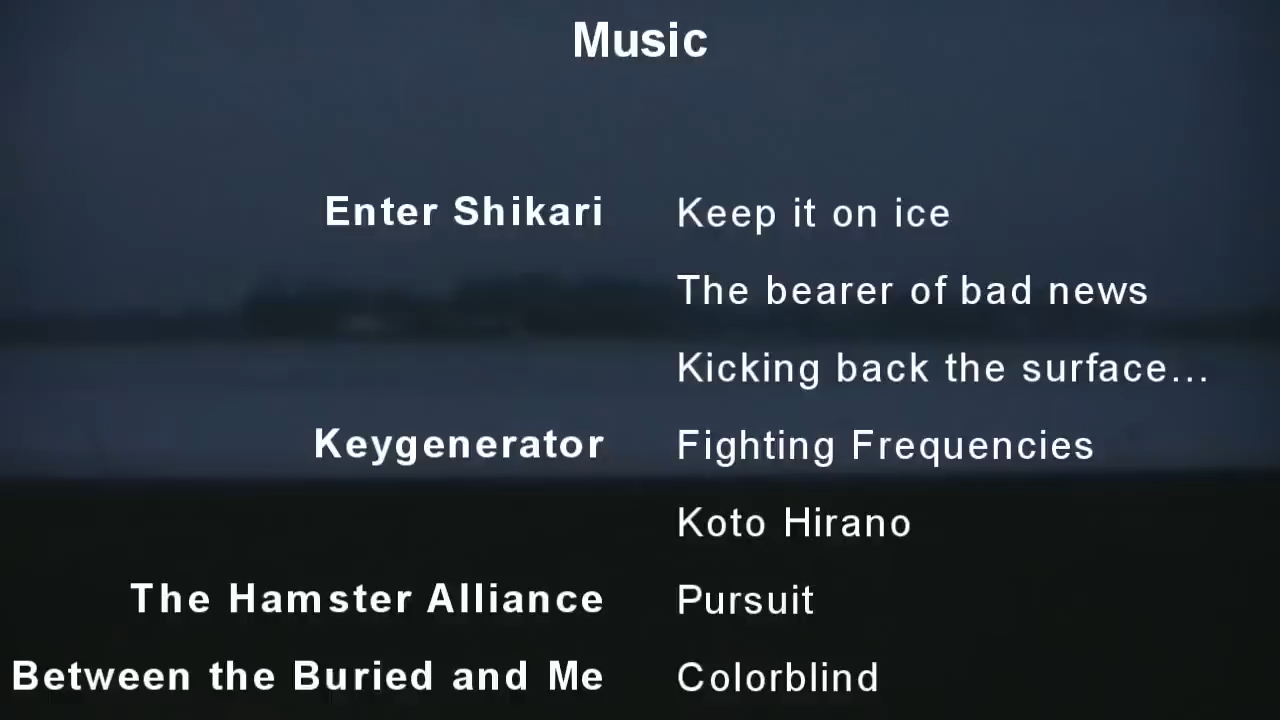 Music
Enter Shikari Keep it on ice
The bearer of bad news
Kicking back the surface...
Keygenerator Fighting Frequencies
Koto Hirano
The Hamster Alliance Pursuit
Between the Buried and Me Colorblind